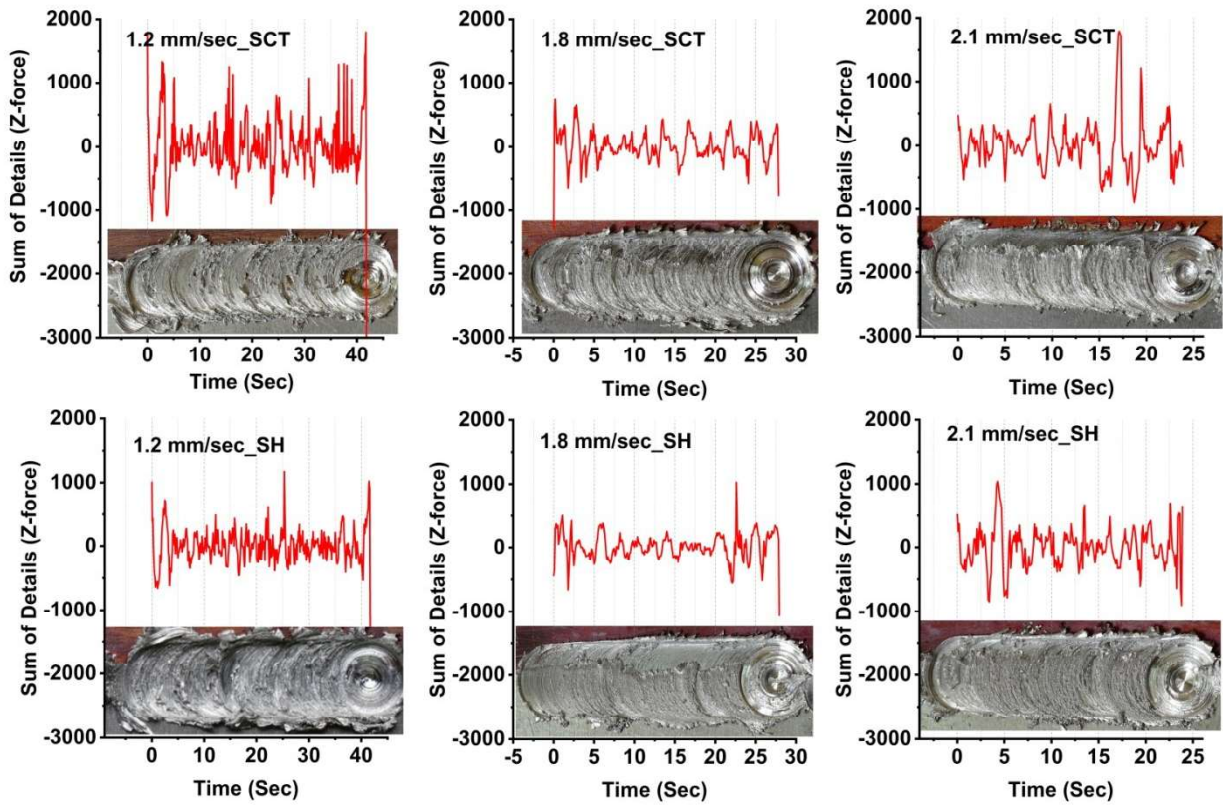 1.2 mm/sec_SCT
Sum of Details (Z-force)
2000
1000
0
-1000
-2000
-3000
0 10 20 30 40
Time (Sec)
1.8 mm/sec_SCT
Sum of Details (Z-force)
2000
1000
0
-1000
-2000
-3000
-5 0 5 10 15 20 25 30
Time (Sec)
2.1 mm/sec_SCT
Sum of Details (Z-force)
2000
1000
0
-1000
-2000
-3000
0 5 10 15 20 25
Time (Sec)
1.2 mm/sec_SH
Sum of Details (Z-force)
2000
1000
0
-1000
-2000
-3000
0 10 20 30 40
Time (Sec)
1.8 mm/sec_SH
Sum of Details (Z-force)
2000
1000
0
-1000
-2000
-3000
-5 0 5 10 15 20 25 30
Time (Sec)
2.1 mm/sec_SH
Sum of Details (Z-force)
2000
1000
0
-1000
-2000
-3000
0 5 10 15 20 25
Time (Sec)